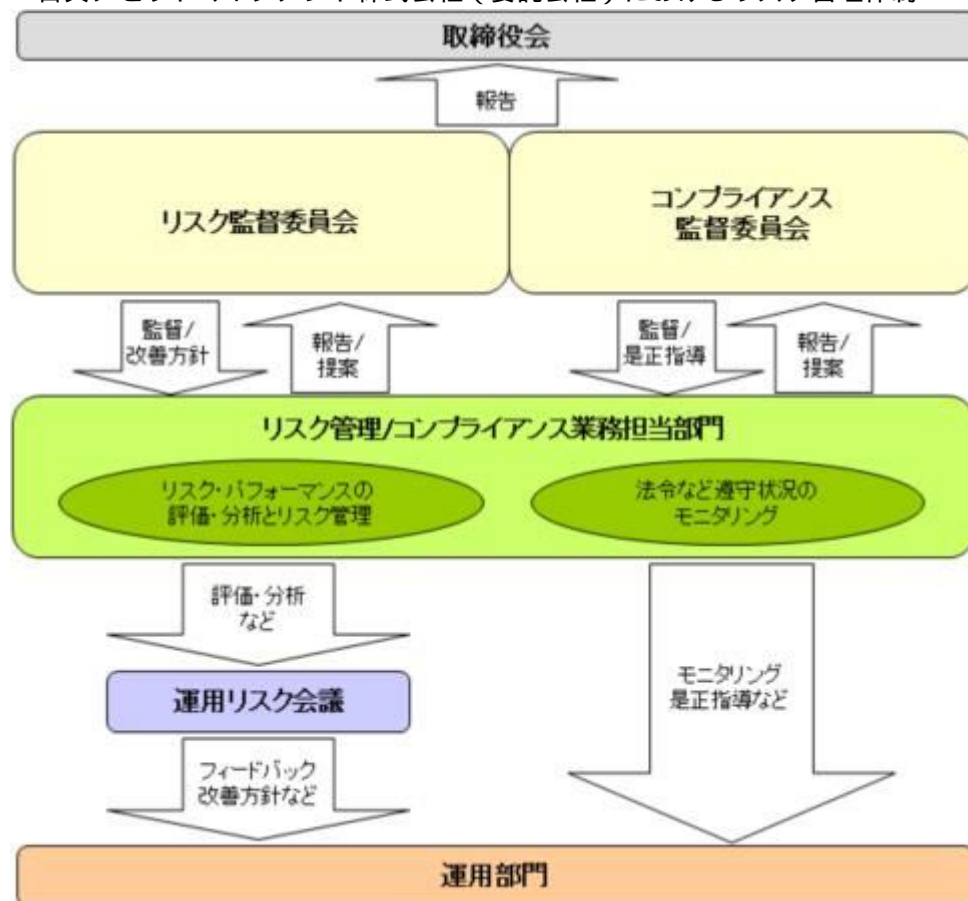 取締役会
報告
リスク監督委員会
コンプライアンス
監督委員会
監督/
改善方針
報告/
提案
監督/
是正指導
報告/
提案
リスク管理/コンプライアンス業務担当部門
リスク・パフォーマンスの
評価・分析とリスク管理
法令など遵守状況の
モニタリング
評価・分析
など
運用リスク会議
モニタリング
是正指導など
フィードバック
改善方針など
運用部門